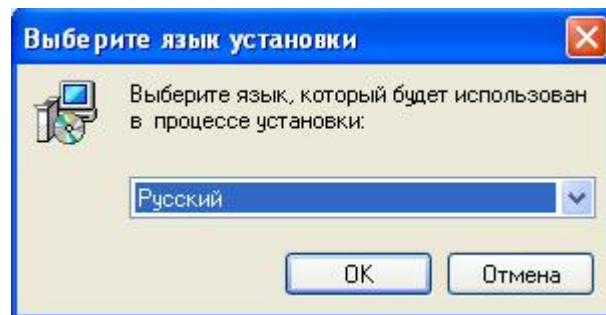 Выберите язык установки
Выберите язык, который будет использован
в процессе установки:
Русский
OK
Отмена